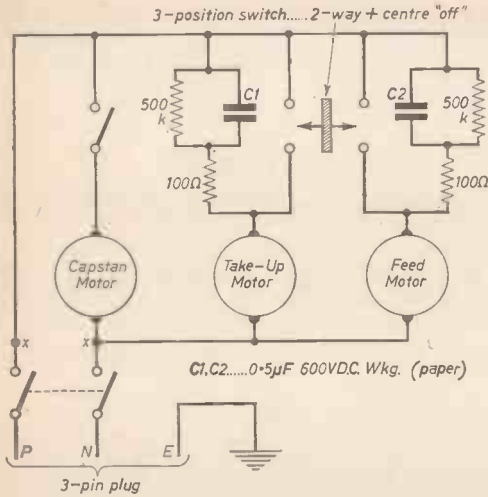 3-position switch.....2-way + centre "off"
500
k
C1
C2
500
k
100Ω
100Ω
Capstan
Motor
Take-Up
Motor
Feed
Motor
x
x
C1,C2.....0·5µF 600V.D.C. Wkg. (paper)
P
N
E
3-pin plug